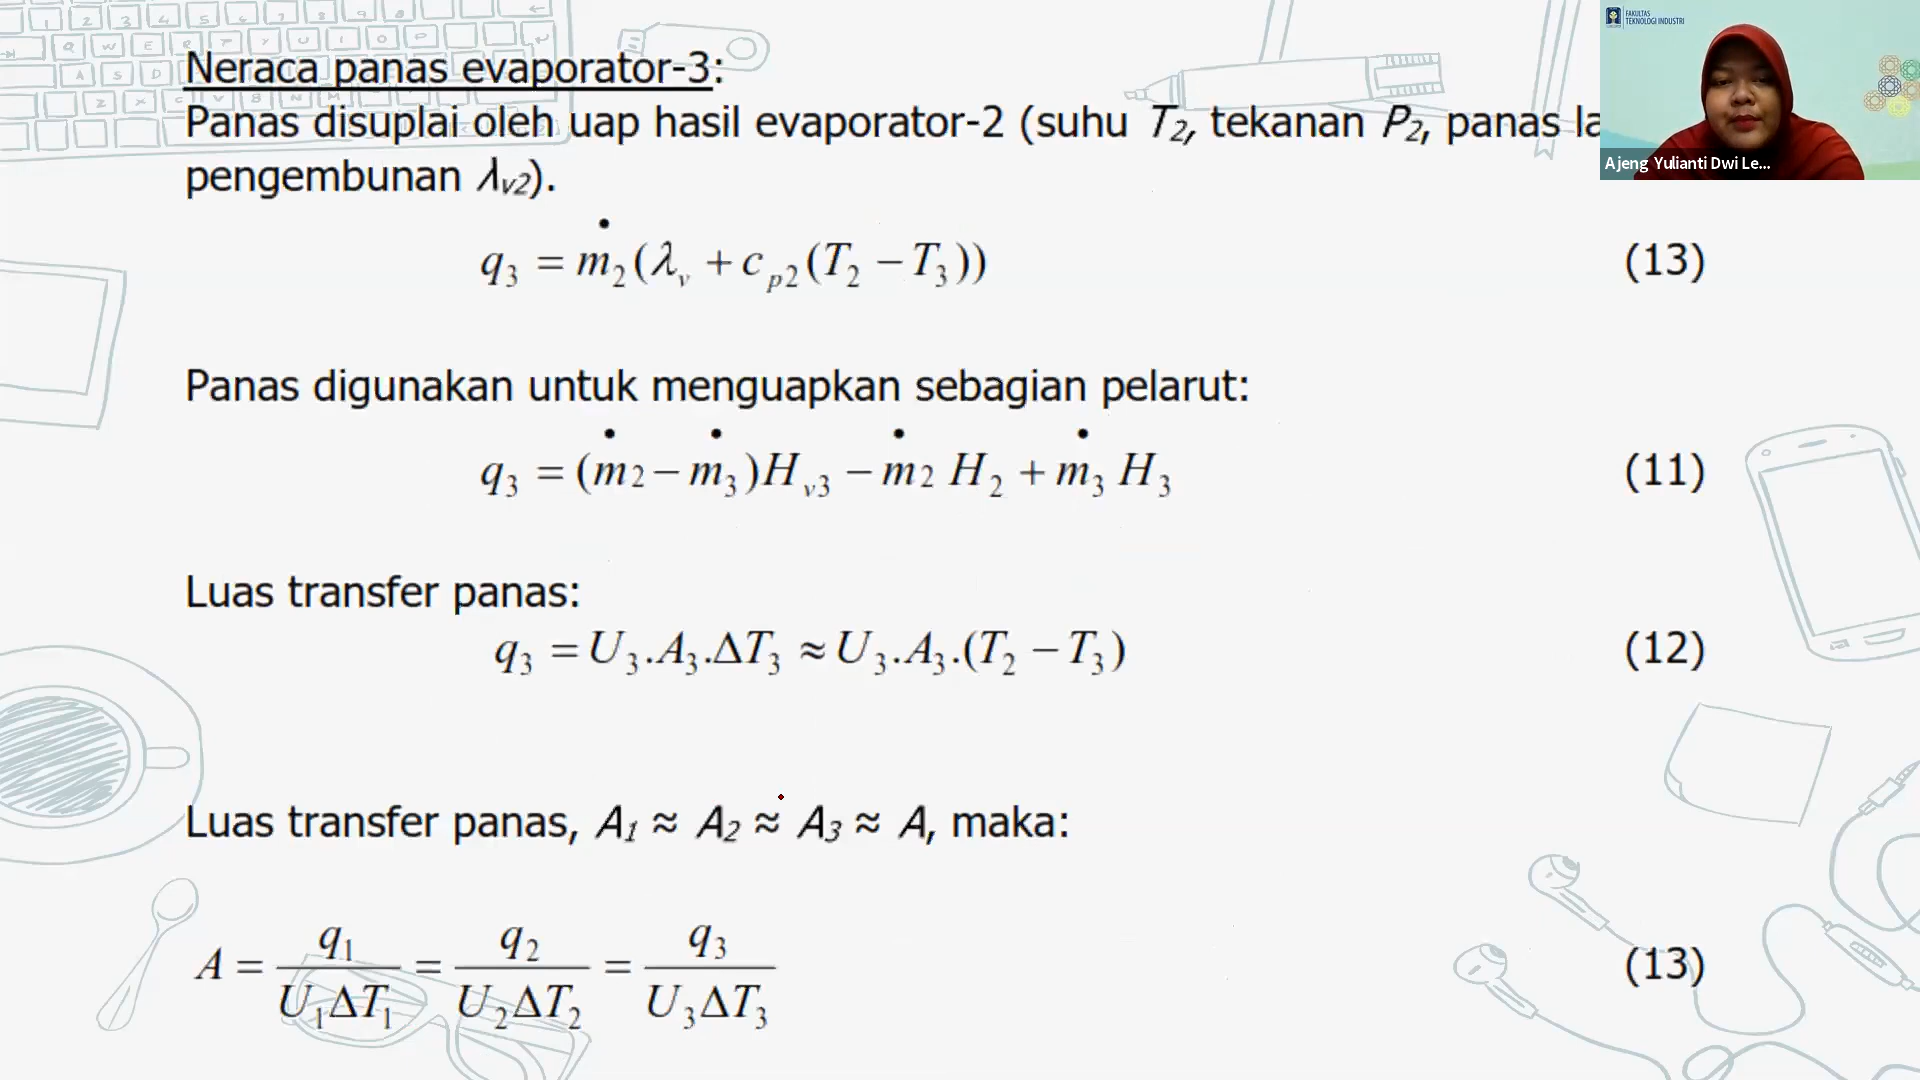 Neraca panas evaporator-3:
Panas disuplai oleh uap hasil evaporator-2 (suhu T₂, tekanan P₂, panas la
pengembunan λᵥ₂).
q₃ = ṁ₂(λᵥ + cₚ₂(T₂ − T₃)) (13)
Panas digunakan untuk menguapkan sebagian pelarut:
q₃ = (ṁ₂ − ṁ₃)Hᵥ₃ − ṁ₂ H₂ + ṁ₃ H₃ (11)
Luas transfer panas:
q₃ = U₃.A₃.ΔT₃ ≈ U₃.A₃.(T₂ − T₃) (12)
Luas transfer panas, A₁ ≈ A₂ ≈ A₃ ≈ A, maka:
A = q₁/U₁ΔT₁ = q₂/U₂ΔT₂ = q₃/U₃ΔT₃ (13)
FAKULTAS
TEKNOLOGI INDUSTRI
Ajeng Yulianti Dwi Le...